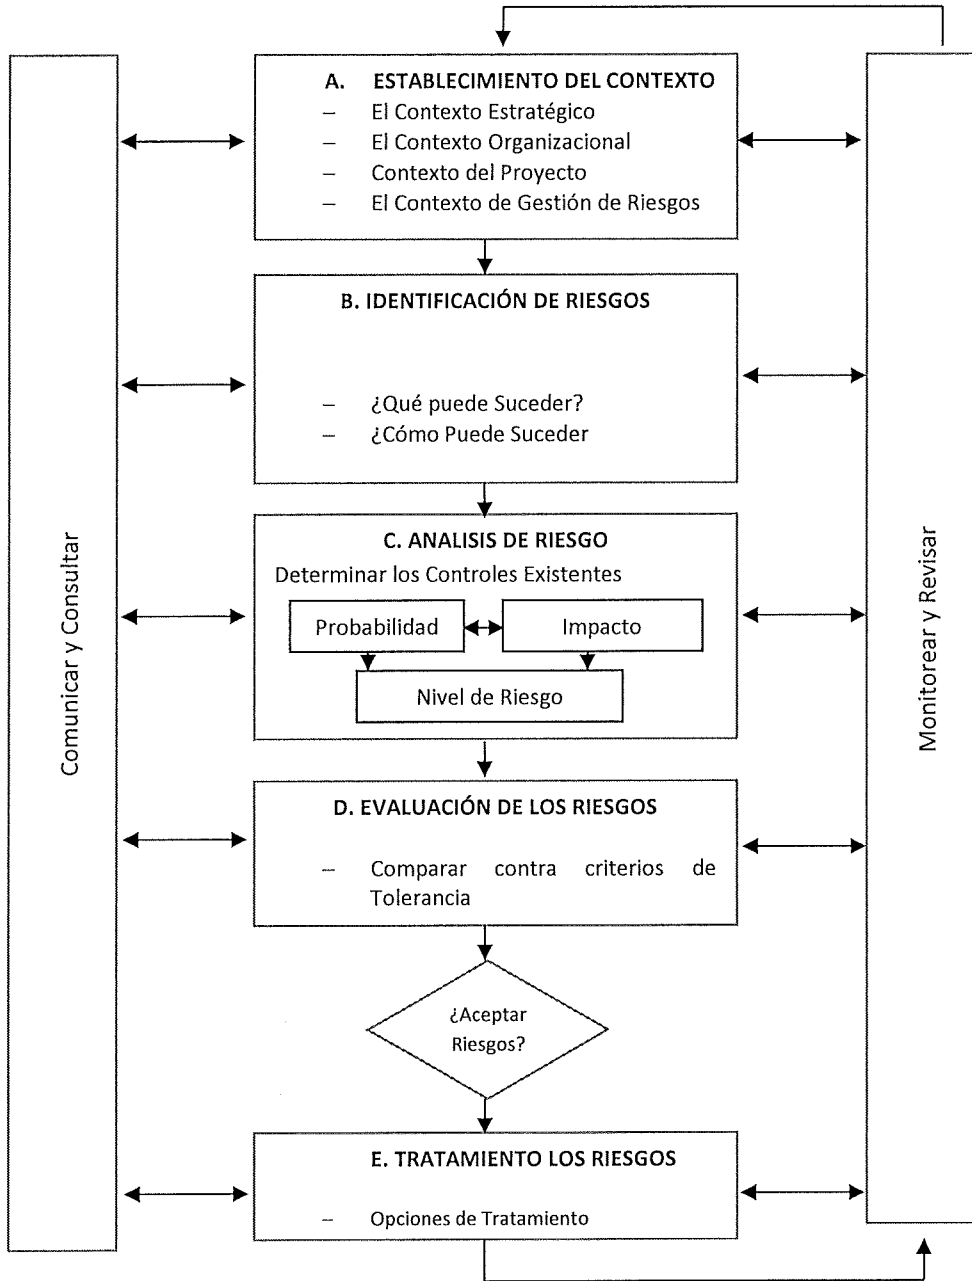 A. ESTABLECIMIENTO DEL CONTEXTO
– El Contexto Estratégico
– El Contexto Organizacional
– Contexto del Proyecto
– El Contexto de Gestión de Riesgos
B. IDENTIFICACIÓN DE RIESGOS
– ¿Qué puede Suceder?
– ¿Cómo Puede Suceder
Comunicar y Consultar
Monitorear y Revisar
C. ANALISIS DE RIESGO
Determinar los Controles Existentes
Probabilidad
Impacto
Nivel de Riesgo
D. EVALUACIÓN DE LOS RIESGOS
– Comparar contra criterios de
Tolerancia
¿Aceptar
Riesgos?
E. TRATAMIENTO LOS RIESGOS
– Opciones de Tratamiento